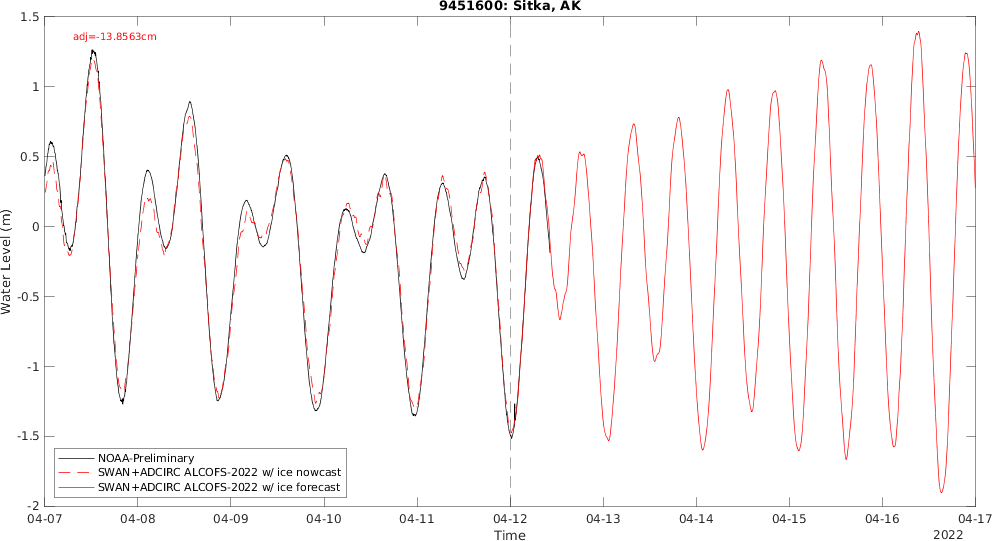 9451600: Sitka, AK
adj=-13.8563cm
1.5
1
0.5
0
-0.5
-1
-1.5
-2
Water Level (m)
NOAA-Preliminary
SWAN+ADCIRC ALCOFS-2022 w/ ice nowcast
SWAN+ADCIRC ALCOFS-2022 w/ ice forecast
04-07 04-08 04-09 04-10 04-11 04-12 04-13 04-14 04-15 04-16 04-17
Time
2022